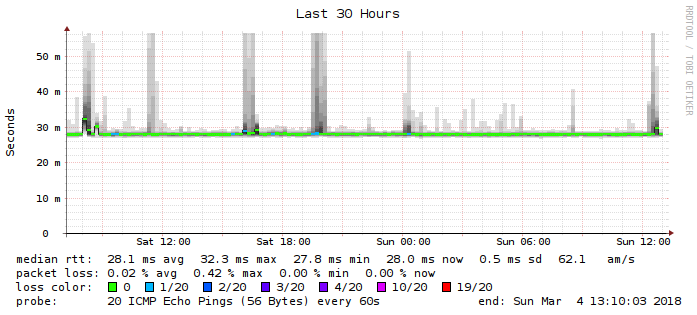 Last 30 Hours
RRDTOOL / TOBI OETIKER
Seconds
50 m
40 m
30 m
20 m
10 m
0
Sat 12:00 Sat 18:00 Sun 00:00 Sun 06:00 Sun 12:00
median rtt: 28.1 ms avg 32.3 ms max 27.8 ms min 28.0 ms now 0.5 ms sd 62.1 am/s
packet loss: 0.02 % avg 0.42 % max 0.00 % min 0.00 % now
loss color: 0 1/20 2/20 3/20 4/20 10/20 19/20
probe: 20 ICMP Echo Pings (56 Bytes) every 60s end: Sun Mar 4 13:10:03 2018